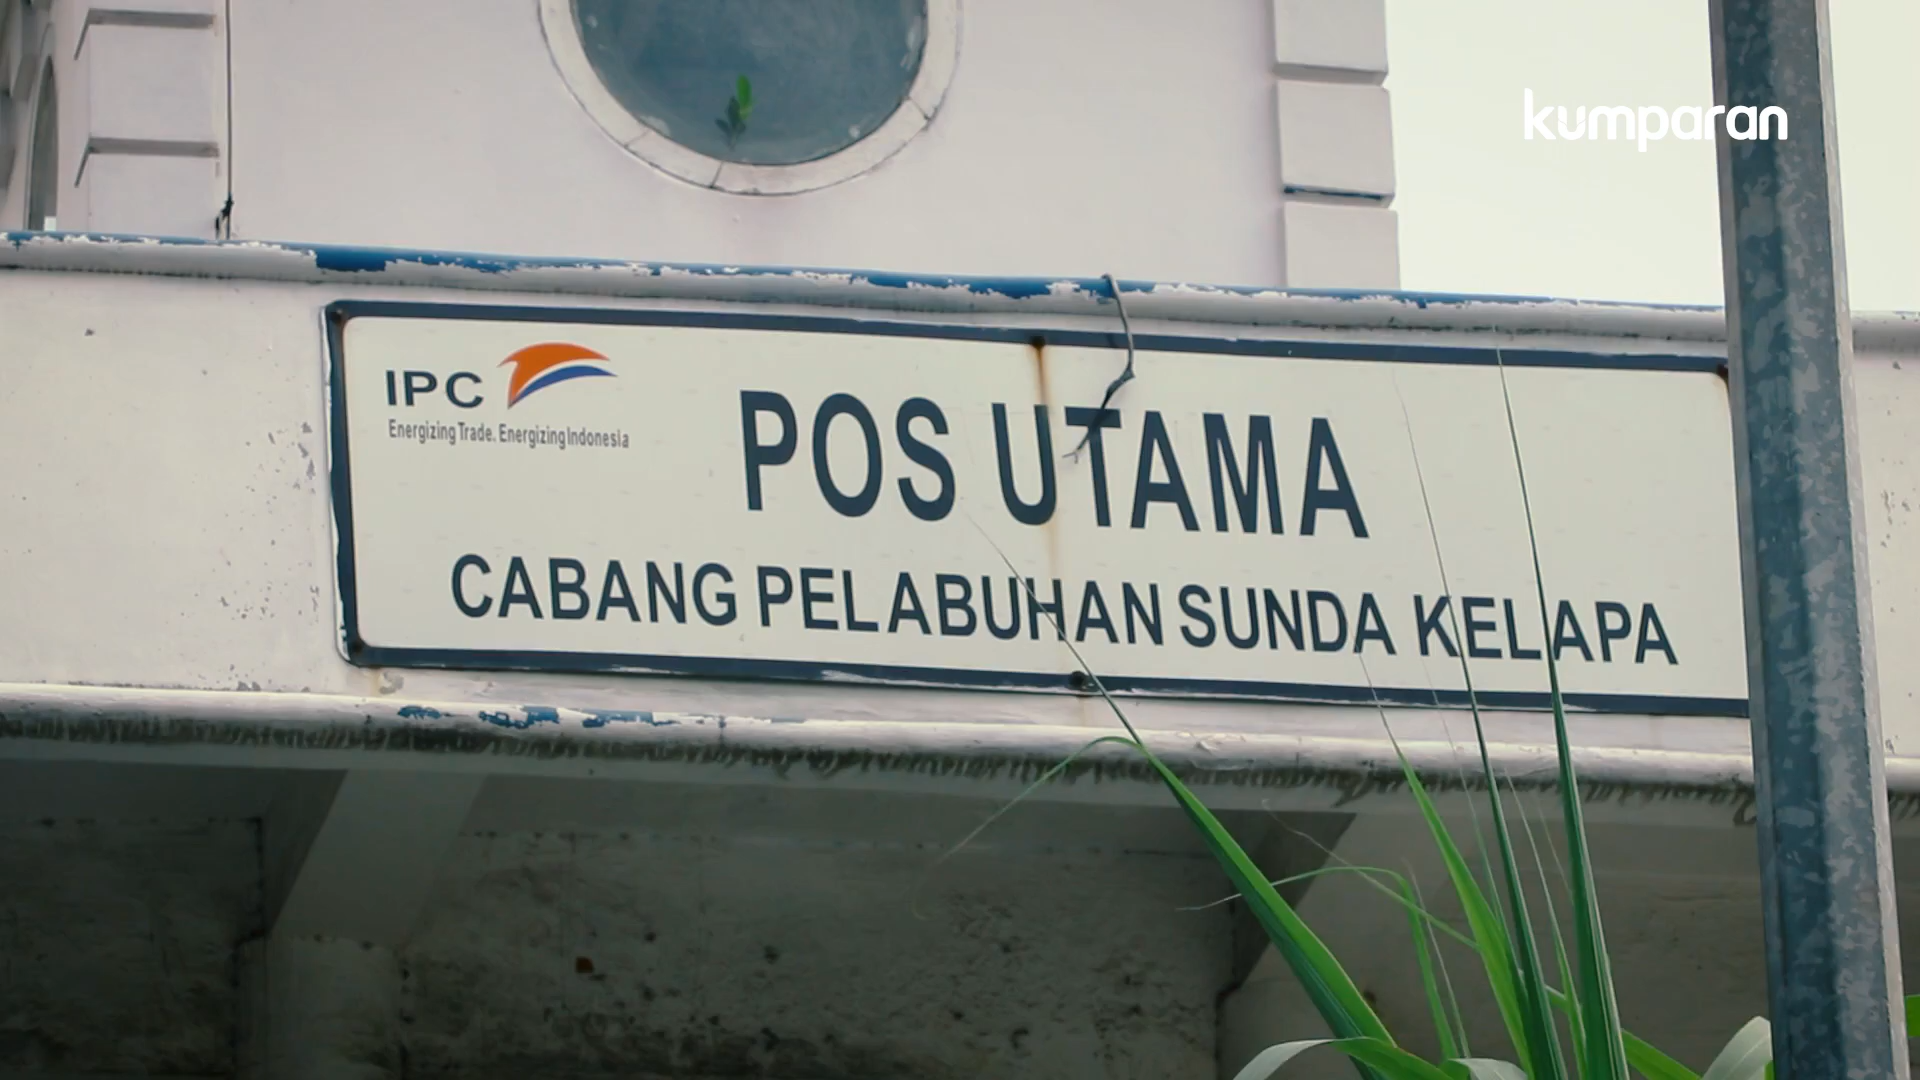 kumparan
IPC
Energizing Trade. Energizing Indonesia
POS UTAMA
CABANG PELABUHAN SUNDA KELAPA